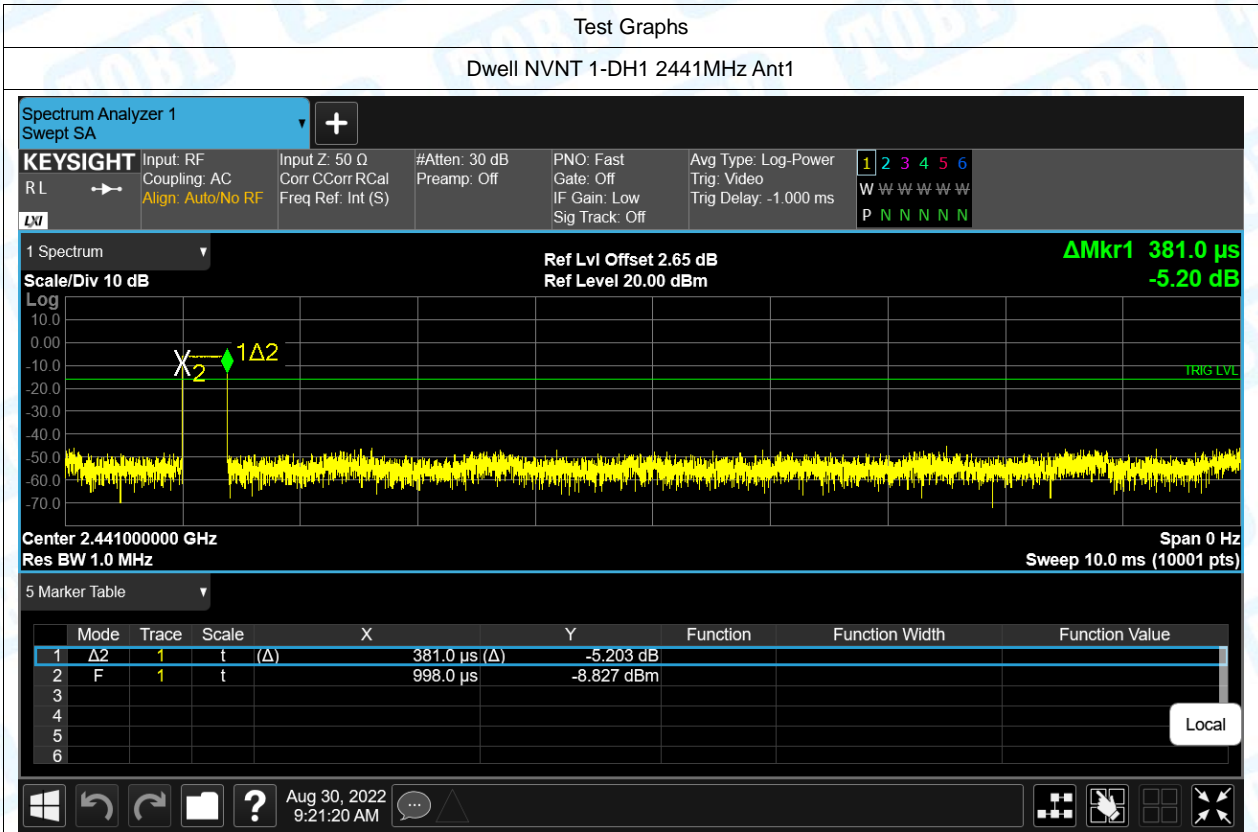 Test Graphs
Dwell NVNT 1-DH1 2441MHz Ant1
Spectrum Analyzer 1
Swept SA
KEYSIGHT Input: RF Input Z: 50 Ω #Atten: 30 dB PNO: Fast Avg Type: Log-Power 1 2 3 4 5 6
RL Coupling: AC Corr CCorr RCal Preamp: Off Gate: Off Trig: Video W W W W W W
Align: Auto/No RF Freq Ref: Int (S) IF Gain: Low Trig Delay: -1.000 ms
LXI Sig Track: Off P N N N N N
1 Spectrum Ref Lvl Offset 2.65 dB ΔMkr1 381.0 µs
Scale/Div 10 dB Ref Level 20.00 dBm -5.20 dB
Log
10.0
0.00
1Δ2
-10.0
2
TRIG LVL
-20.0
-30.0
-40.0
-50.0
-60.0
-70.0
Center 2.441000000 GHz Span 0 Hz
Res BW 1.0 MHz Sweep 10.0 ms (10001 pts)
5 Marker Table
Mode Trace Scale X Y Function Function Width Function Value
1 Δ2 1 t (Δ) 381.0 µs (Δ) -5.203 dB
2 F 1 t 998.0 µs -8.827 dBm
3
4
5
6
Local
? Aug 30, 2022
9:21:20 AM